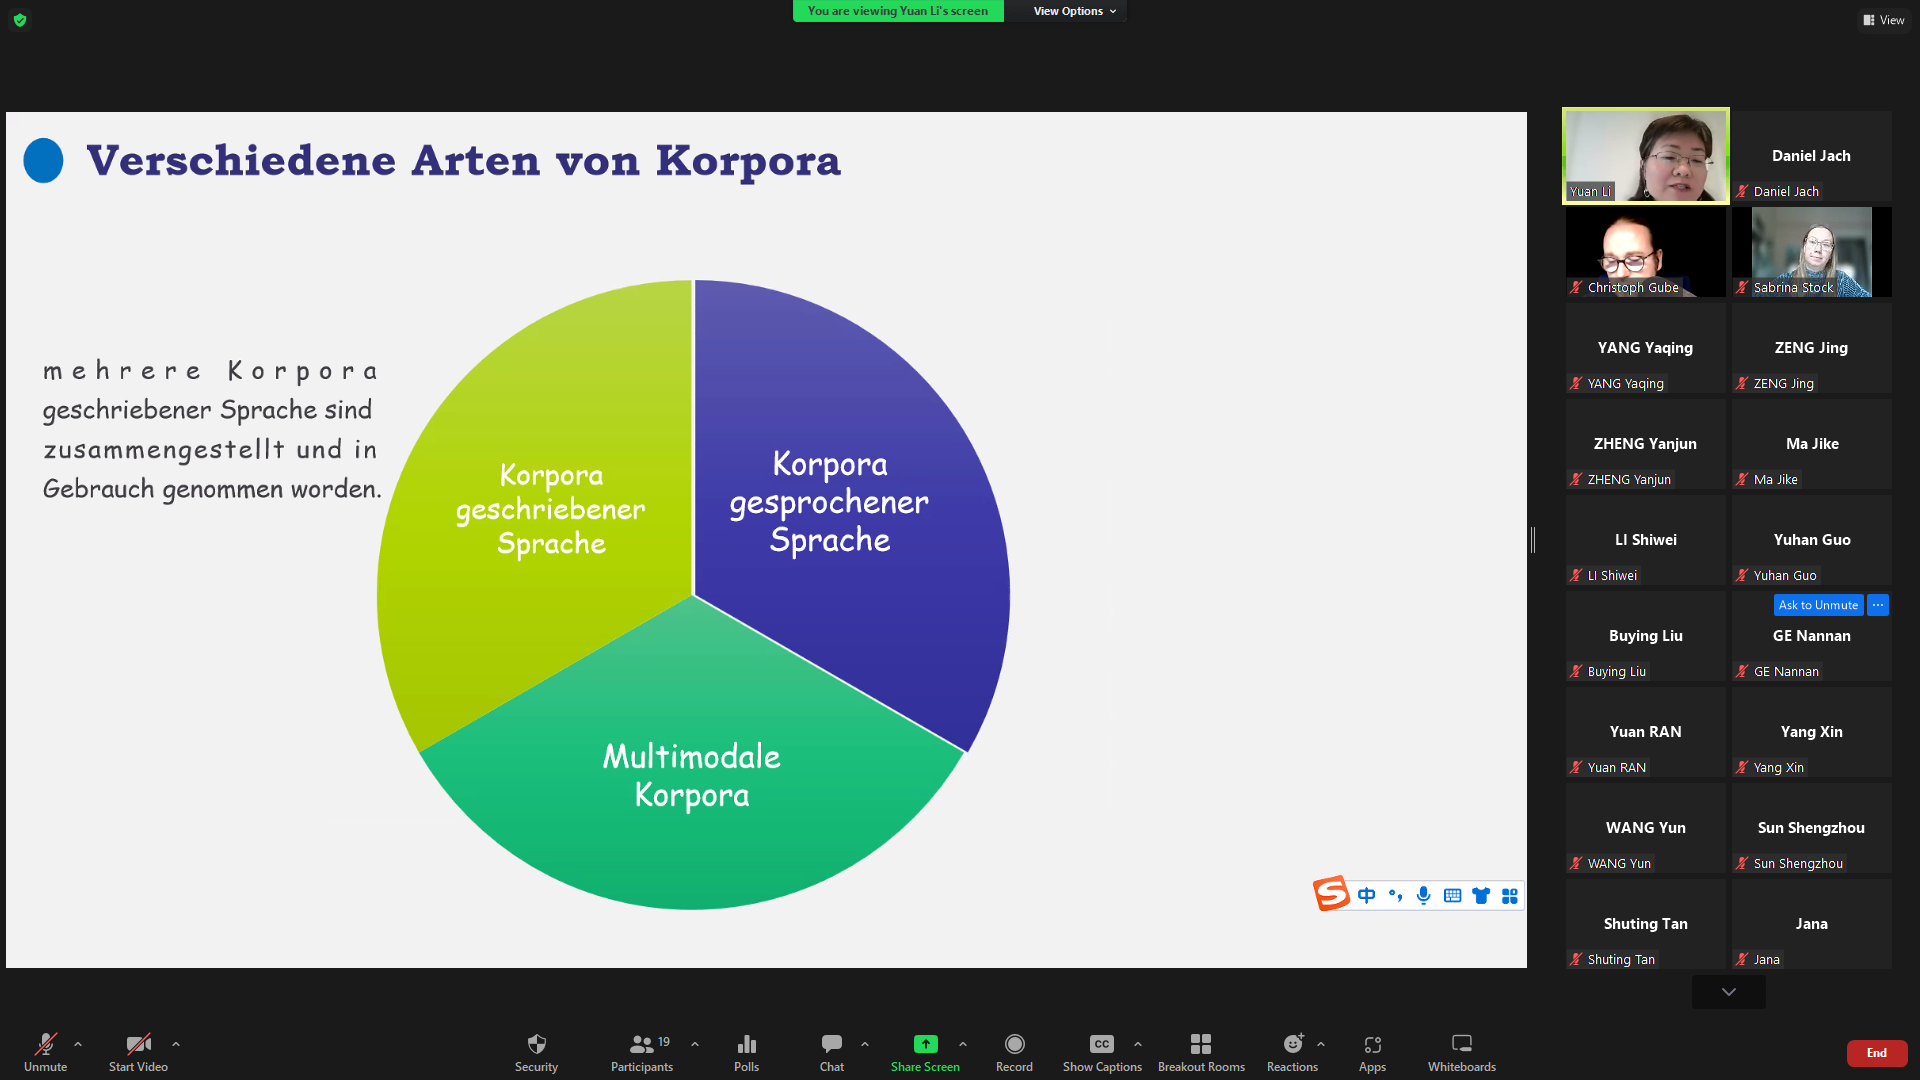 You are viewing Yuan Li's screen
View Options
View
Verschiedene Arten von Korpora
mehrere Korpora
geschriebener Sprache sind
zusammengestellt und in
Gebrauch genommen worden.
Korpora
geschriebener
Sprache
Korpora
gesprochener
Sprache
Multimodale
Korpora
S 中
Yuan Li
Daniel Jach
Daniel Jach
Christoph Gube
Sabrina Stock
YANG Yaqing
YANG Yaqing
ZENG Jing
ZENG Jing
ZHENG Yanjun
ZHENG Yanjun
Ma Jike
Ma Jike
LI Shiwei
LI Shiwei
Yuhan Guo
Yuhan Guo
Buying Liu
Buying Liu
Ask to Unmute ...
GE Nannan
GE Nannan
Yuan RAN
Yuan RAN
Yang Xin
Yang Xin
WANG Yun
WANG Yun
Sun Shengzhou
Sun Shengzhou
Shuting Tan
Shuting Tan
Jana
Jana
Unmute
Start Video
Security
Participants
19
Polls
Chat
Share Screen
Record
CC
Show Captions
Breakout Rooms
Reactions
Apps
Whiteboards
End